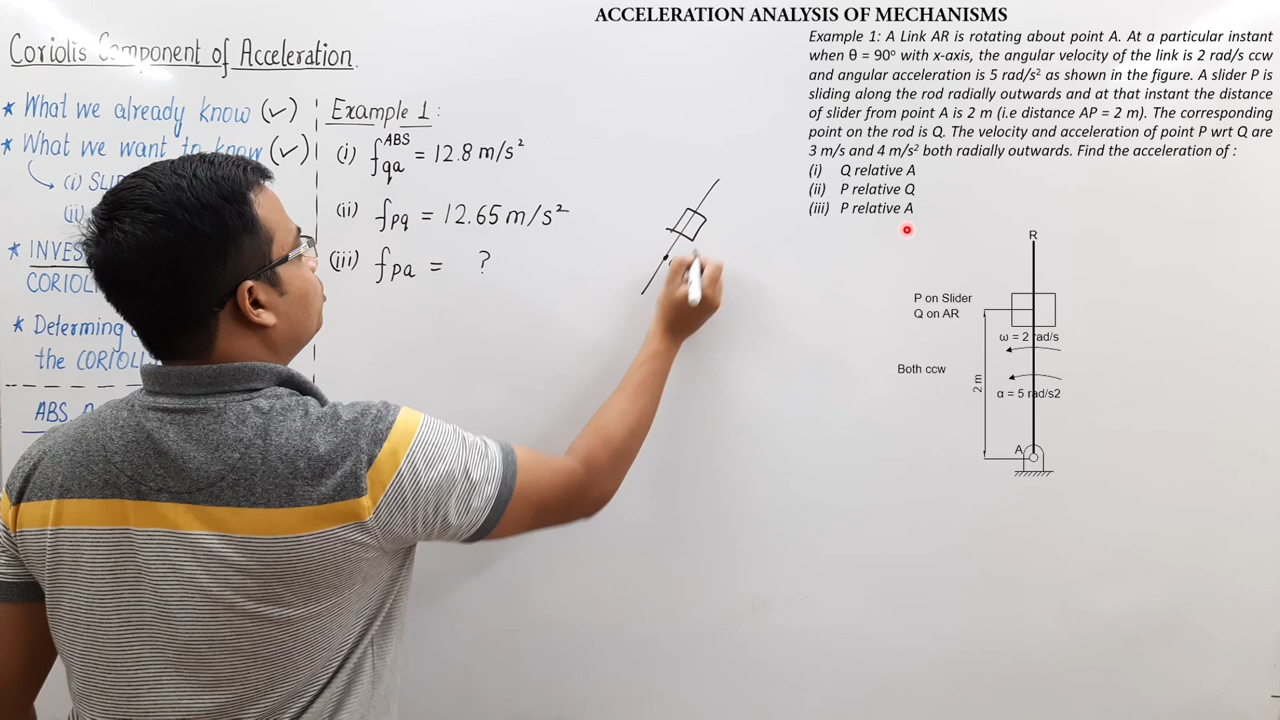 ACCELERATION ANALYSIS OF MECHANISMS
Coriolis Component of Acceleration.
* What we already know (✓)
* What we want to know (✓)
(i) SLI
(ii)
* INVES
CORIOL
* Determin
the CORIOLI
ABS.
Example 1:
(i) f_qa^ABS = 12.8 m/s²
(ii) f_pq = 12.65 m/s²
(iii) f_pa = ?
Example 1: A Link AR is rotating about point A. At a particular instant
when θ = 90° with x-axis, the angular velocity of the link is 2 rad/s ccw
and angular acceleration is 5 rad/s² as shown in the figure. A slider P is
sliding along the rod radially outwards and at that instant the distance
of slider from point A is 2 m (i.e distance AP = 2 m). The corresponding
point on the rod is Q. The velocity and acceleration of point P wrt Q are
3 m/s and 4 m/s² both radially outwards. Find the acceleration of :
(i) Q relative A
(ii) P relative Q
(iii) P relative A
R
P on Slider
Q on AR
ω = 2 rad/s
Both ccw
2 m
α = 5 rad/s2
A